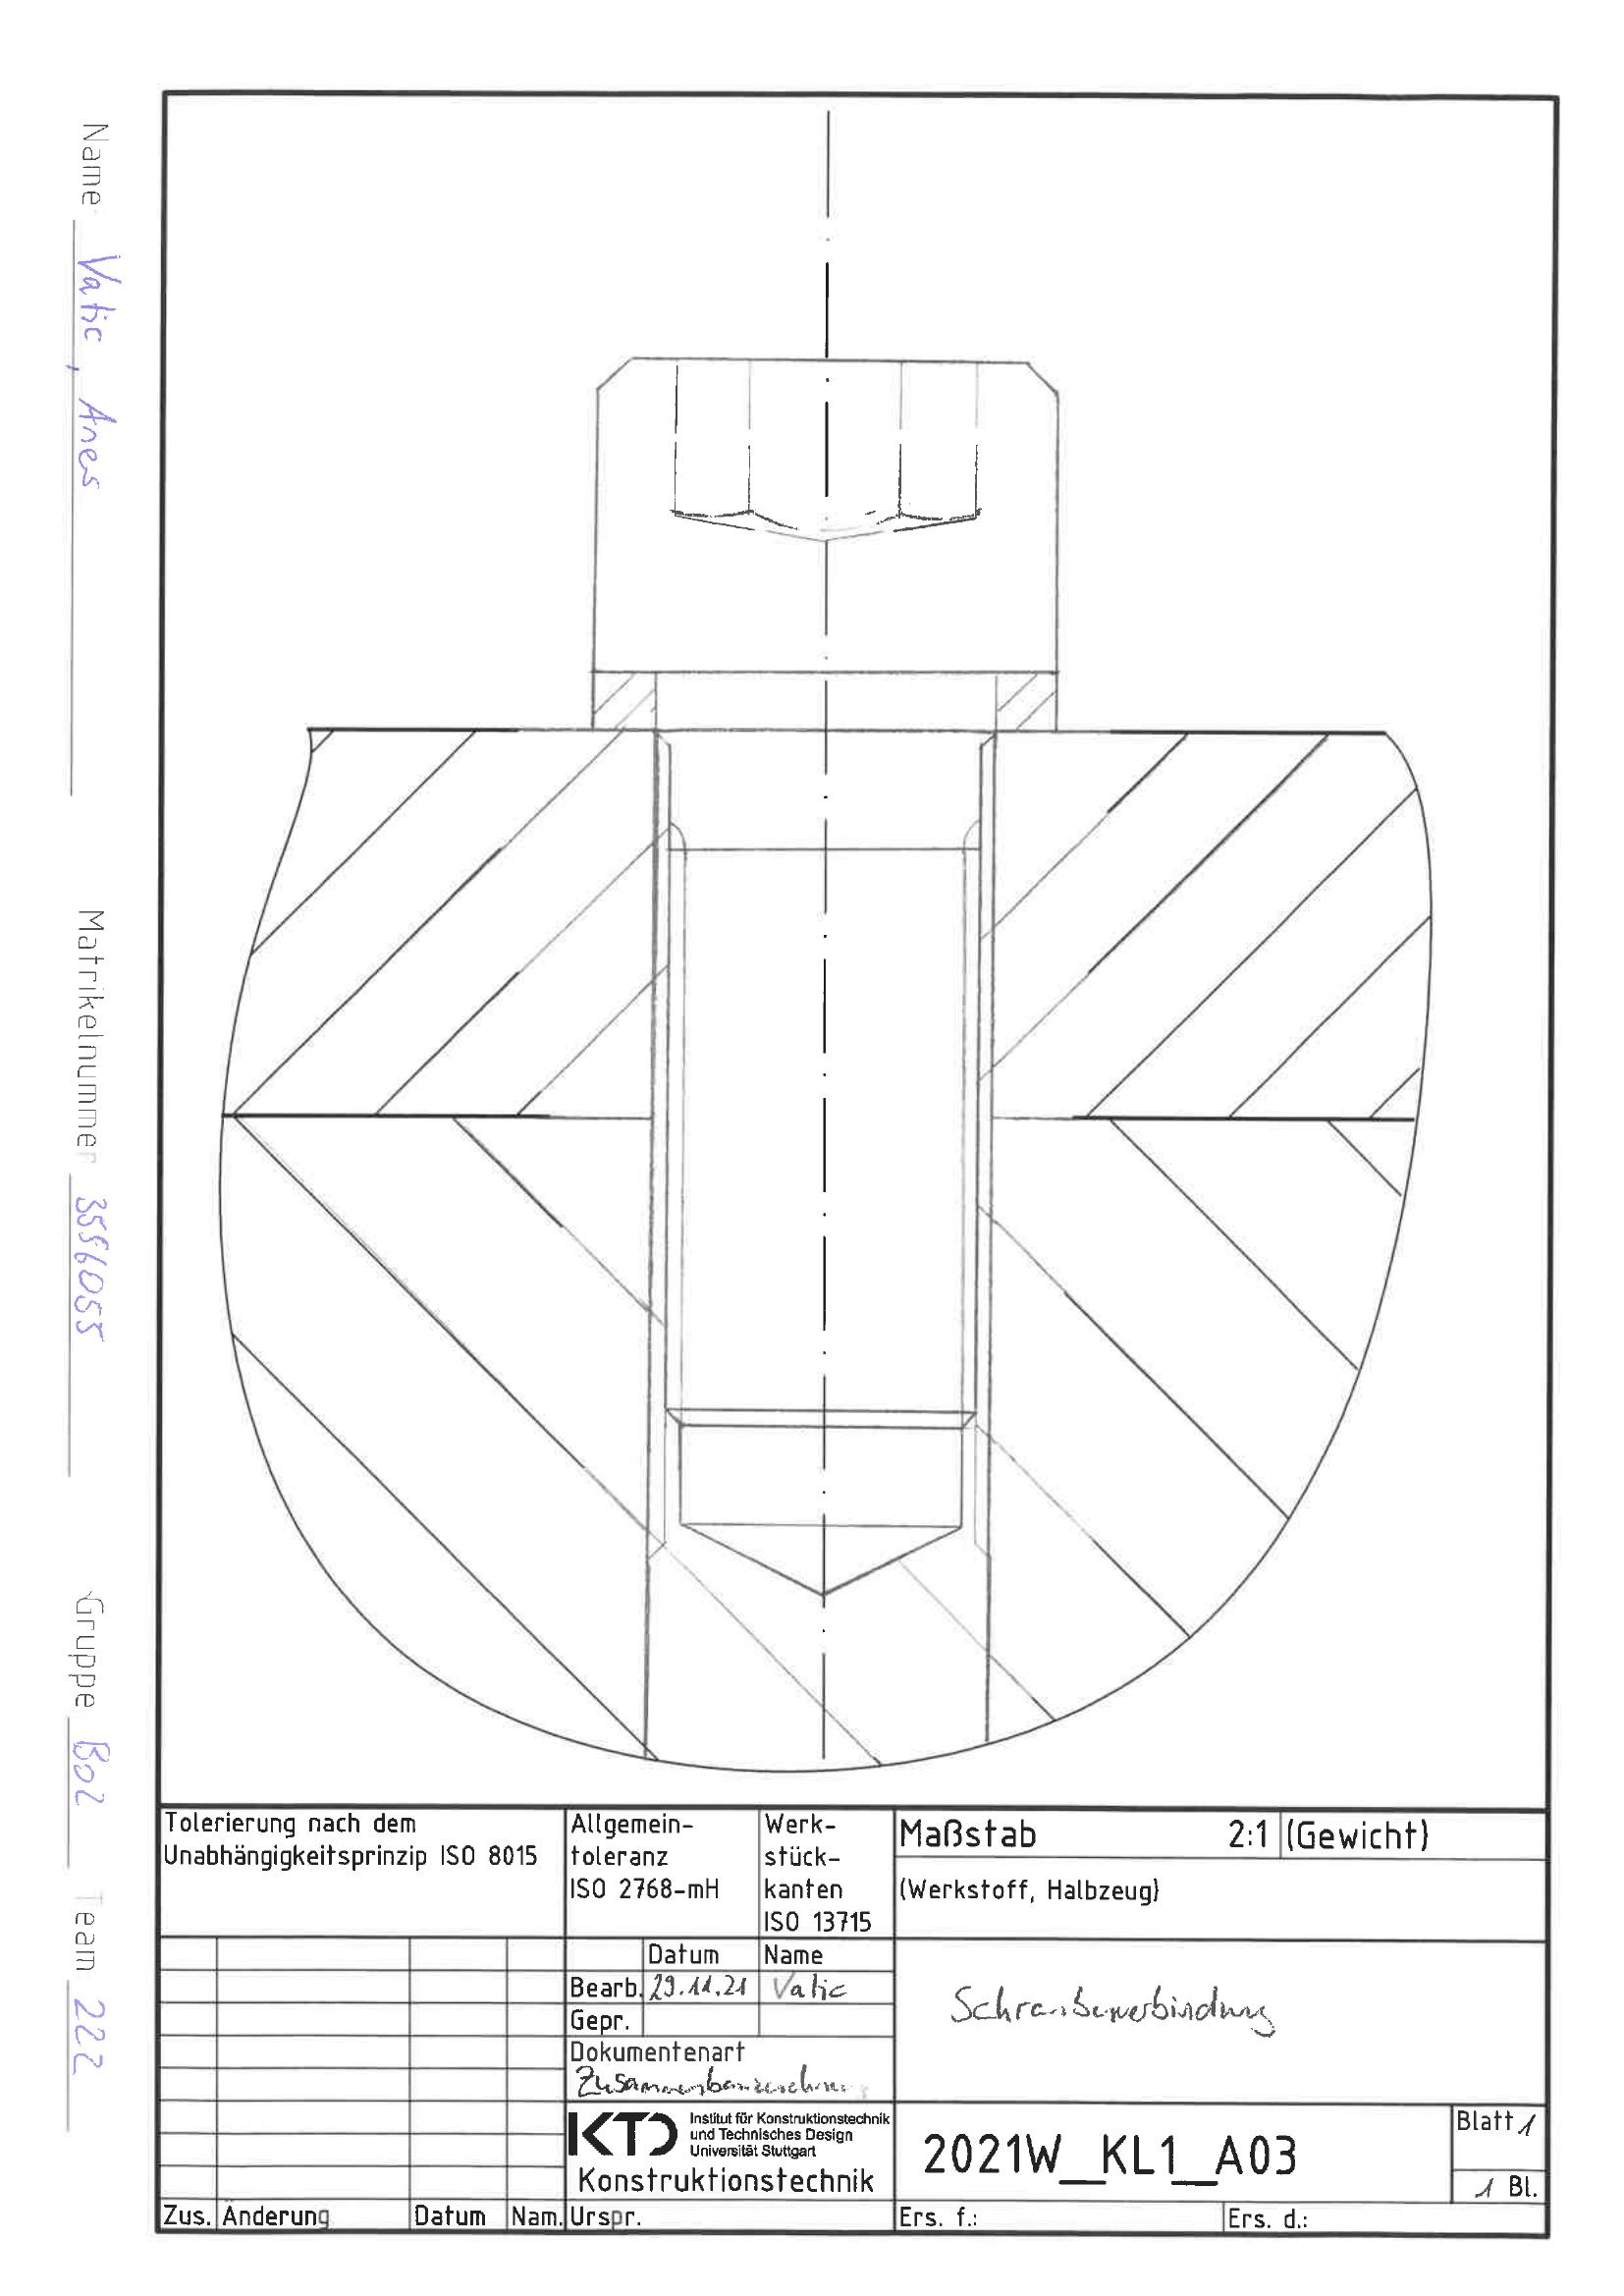 Name Vatic, Anes
Matrikelnummer 3556055
Gruppe B02 Team 222
Tolerierung nach dem
Unabhängigkeitsprinzip ISO 8015
Allgemein-
toleranz
ISO 2768-mH
Werk-
stück-
kanten
ISO 13715
Maßstab 2:1 (Gewicht)
(Werkstoff, Halbzeug)
Datum Name
Bearb. 29.11.21 Vatic
Gepr.
Dokumentenart
Schraubenverbindung
KTD Institut für Konstruktionstechnik
und Technisches Design
Universität Stuttgart
Konstruktionstechnik
2021W_KL1_A03
Blatt 1
1 Bl.
Zus. Änderung Datum Nam. Urspr. Ers. f.: Ers. d.: